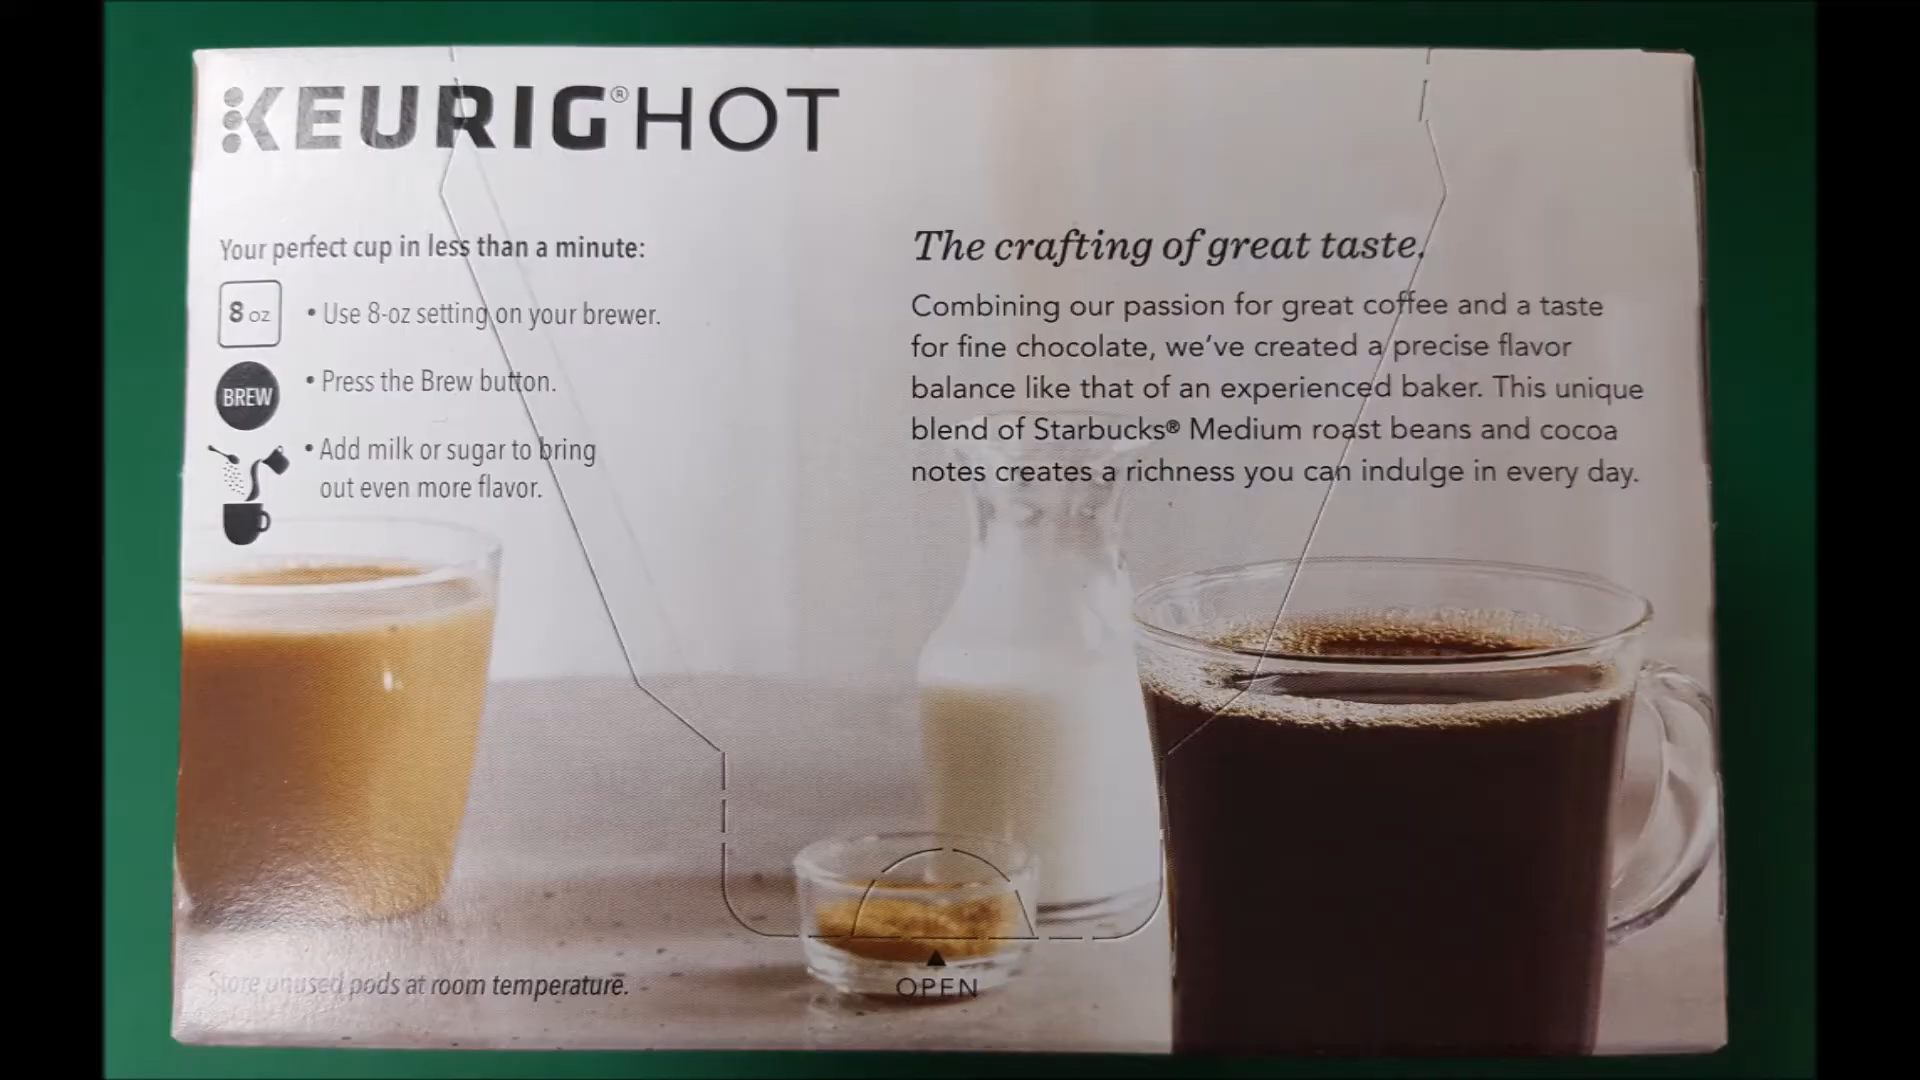 KEURIG® HOT
Your perfect cup in less than a minute:
8 oz
• Use 8-oz setting on your brewer.
BREW
• Press the Brew button.
• Add milk or sugar to bring
out even more flavor.
The crafting of great taste.
Combining our passion for great coffee and a taste
for fine chocolate, we've created a precise flavor
balance like that of an experienced baker. This unique
blend of Starbucks® Medium roast beans and cocoa
notes creates a richness you can indulge in every day.
Store unused pods at room temperature.
OPEN